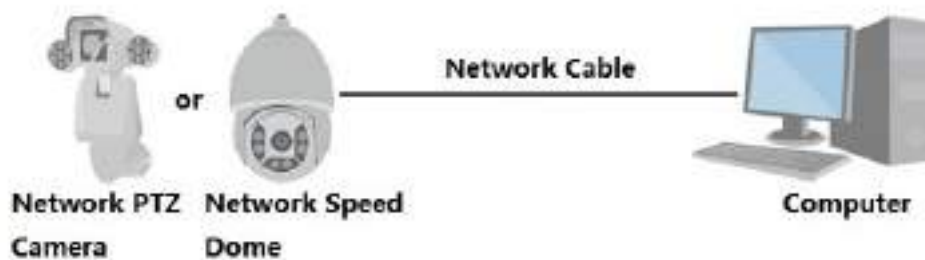 Network Cable
or
Network PTZ
Camera
Network Speed
Dome
Computer